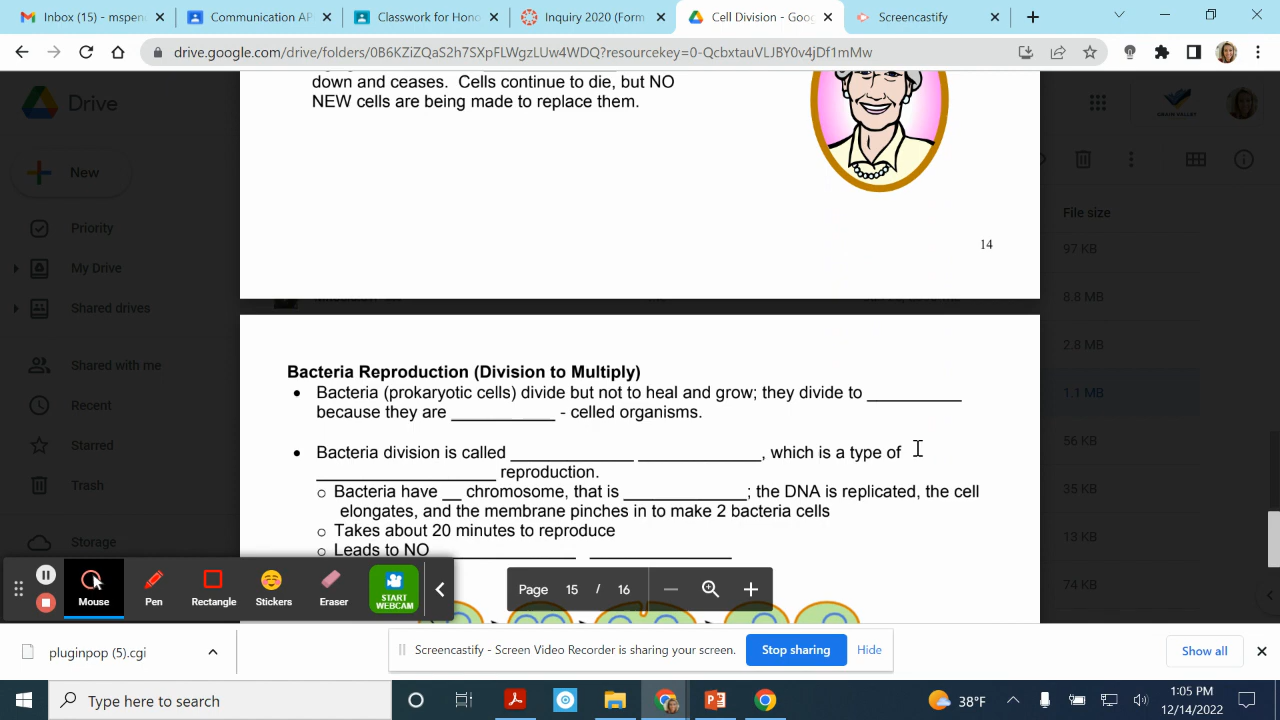 Inbox (2) - mspen
Communication AP
Classwork for Hono
Inquiry 2020 (Form
Cell Division - Goog
Screencastify
drive.google.com/drive/folders/0B6KZiZQaS2h7SXpFLWgzLUw4WDQ?resourcekey=0-QcbxtauVLJBY0v4jDf1mMw
down and ceases. Cells continue to die, but NO
NEW cells are being made to replace them.
Drive
New
Priority
My Drive
Shared drives
Shared with me
Recent
Starred
Trash
Storage
File size
97 KB
8.8 MB
2.8 MB
1.1 MB
56 KB
35 KB
13 KB
74 KB
14
Bacteria Reproduction (Division to Multiply)
• Bacteria (prokaryotic cells) divide but not to heal and grow; they divide to __________
because they are ___________ - celled organisms.
• Bacteria division is called _____________ _____________, which is a type of
___________________ reproduction.
o Bacteria have __ chromosome, that is _____________; the DNA is replicated, the cell
elongates, and the membrane pinches in to make 2 bacteria cells
o Takes about 20 minutes to reproduce
o Leads to NO _______________ _______________
Mouse
Pen
Rectangle
Stickers
Eraser
START
WEBCAM
Page 15 / 16
pluginpop (5).cgi
Screencastify - Screen Video Recorder is sharing your screen.
Stop sharing
Hide
Show all
Type here to search
38°F
1:05 PM
12/14/2022